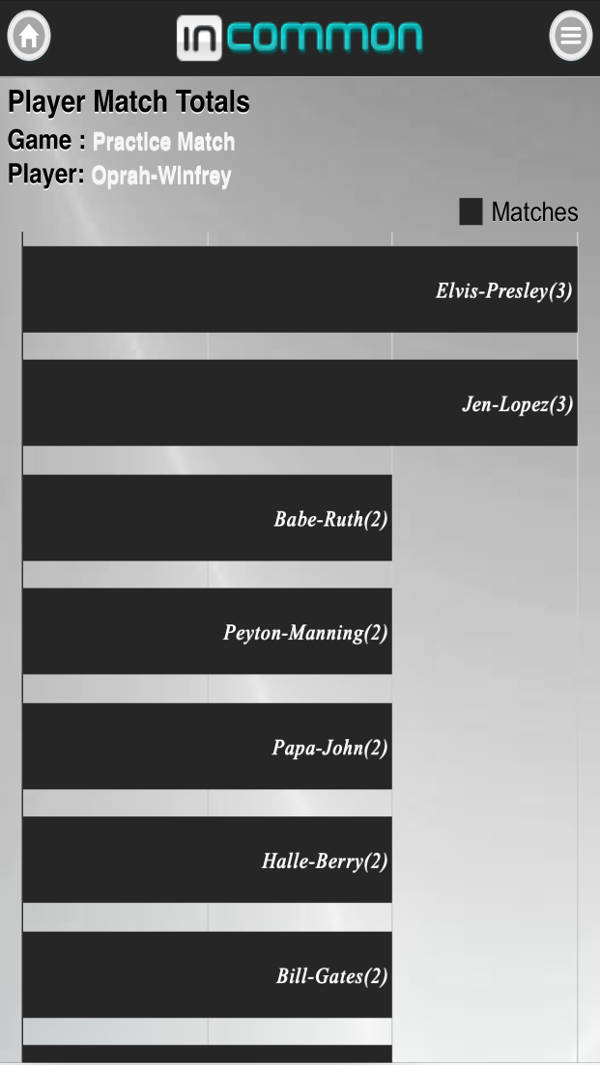 in common
Player Match Totals
Game : Practice Match
Player: Oprah-Winfrey
Matches
Elvis-Presley(3)
Jen-Lopez(3)
Babe-Ruth(2)
Peyton-Manning(2)
Papa-John(2)
Halle-Berry(2)
Bill-Gates(2)